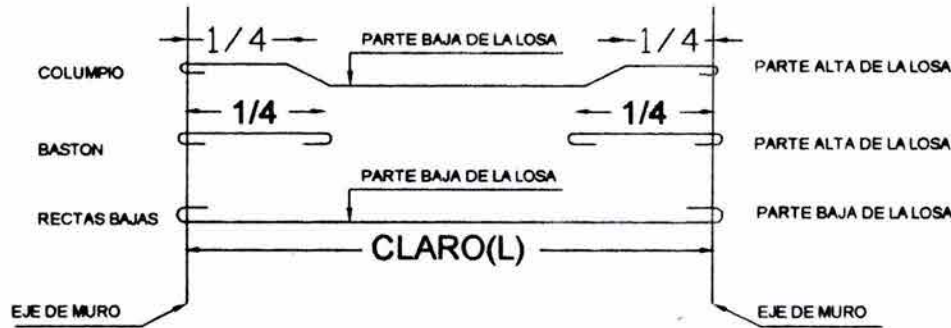 1/4 PARTE BAJA DE LA LOSA 1/4
COLUMPIO PARTE ALTA DE LA LOSA
1/4 1/4
BASTON PARTE ALTA DE LA LOSA
PARTE BAJA DE LA LOSA
RECTAS BAJAS PARTE BAJA DE LA LOSA
CLARO(L)
EJE DE MURO EJE DE MURO